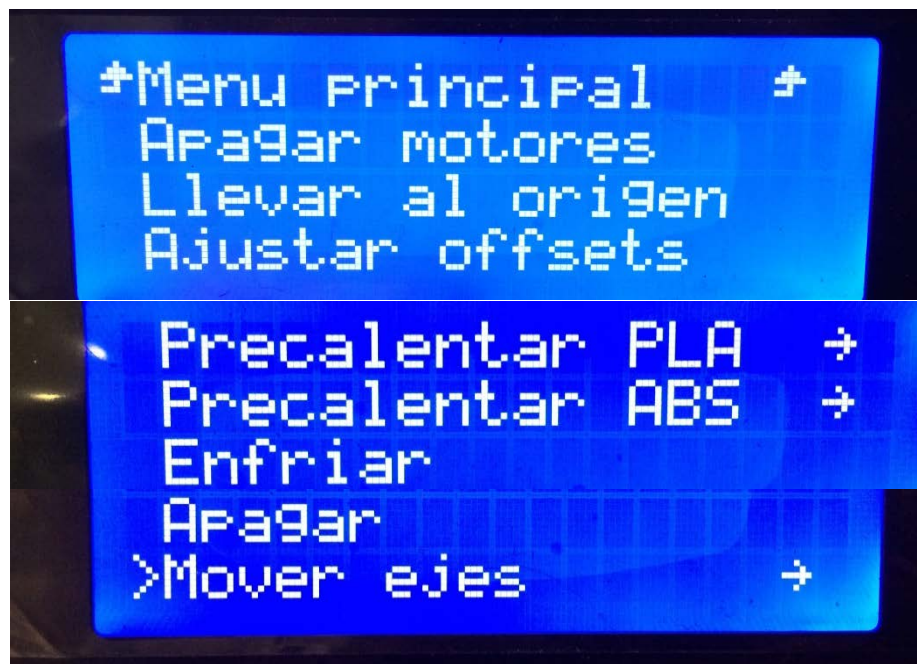 Menu principal
Apagar motores
Llevar al origen
Ajustar offsets
Precalentar PLA →
Precalentar ABS →
Enfriar
Apagar
>Mover ejes →